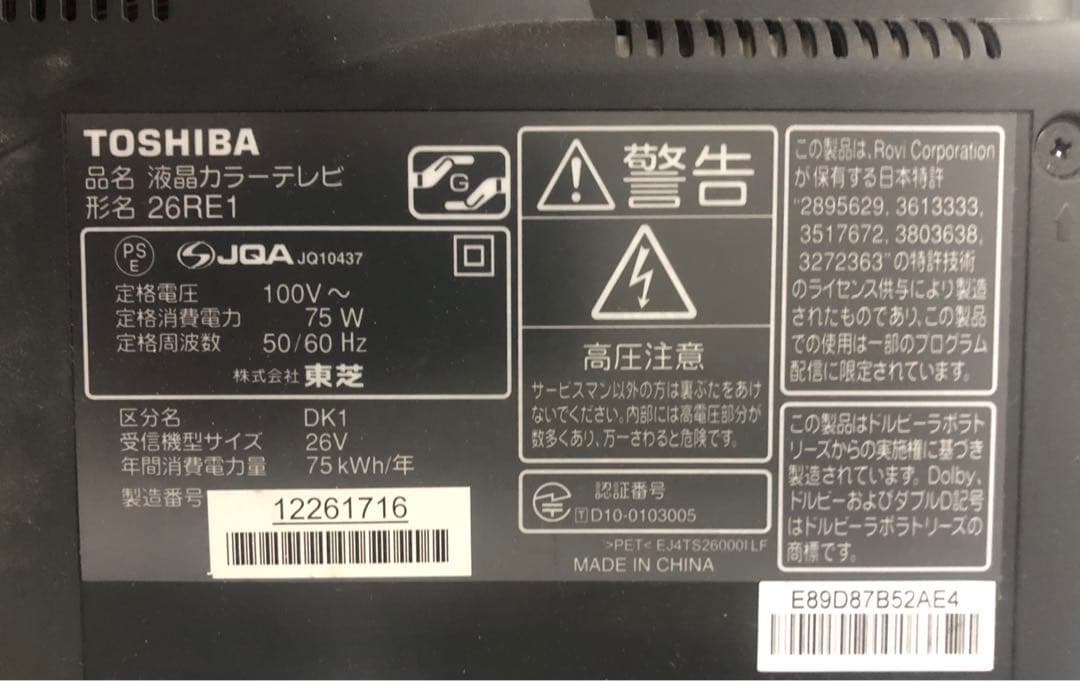 TOSHIBA
品名 液晶カラーテレビ
形名 26RE1
G
PS
E
JQA JQ10437
定格電圧 100V～
定格消費電力 75 W
定格周波数 50/60 Hz
株式会社 東芝
区分名 DK1
受信機型サイズ 26V
年間消費電力量 75 kWh/年
製造番号
12261716
警告
高圧注意
サービスマン以外の方は裏ぶたをあけ
ないでください。内部には高電圧部分が
数多くあり、万一さわると危険です。
認証番号
T D10-0103005
>PET< EJ4TS26000ILF
MADE IN CHINA
この製品は、Rovi Corporation
が保有する日本特許
"2895629, 3613333,
3517672, 3803638,
3272363"の特許技術
のライセンス供与により製造
されたものであり、この製品
での使用は一部のプログラム
配信に限定されています。
この製品はドルビーラボラト
リーズからの実施権に基づき
製造されています。Dolby、
ドルビーおよびダブルD記号
はドルビーラボラトリーズの
商標です。
E89D87B52AE4